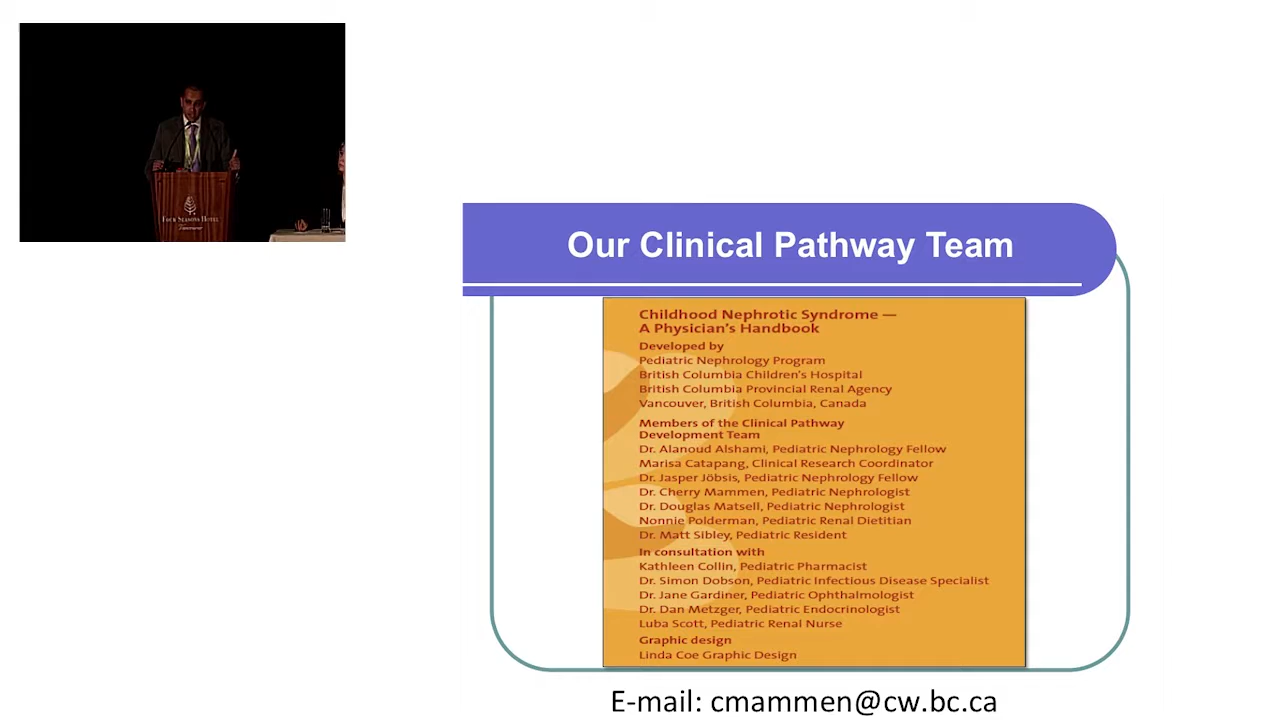 FOUR SEASONS HOTEL
Vancouver
Our Clinical Pathway Team
Childhood Nephrotic Syndrome —
A Physician's Handbook
Developed by
Pediatric Nephrology Program
British Columbia Children's Hospital
British Columbia Provincial Renal Agency
Vancouver, British Columbia, Canada
Members of the Clinical Pathway
Development Team
Dr. Alanoud Alshami, Pediatric Nephrology Fellow
Marisa Catapang, Clinical Research Coordinator
Dr. Jasper Jöbsis, Pediatric Nephrology Fellow
Dr. Cherry Mammen, Pediatric Nephrologist
Dr. Douglas Matsell, Pediatric Nephrologist
Nonnie Polderman, Pediatric Renal Dietitian
Dr. Matt Sibley, Pediatric Resident
In consultation with
Kathleen Collin, Pediatric Pharmacist
Dr. Simon Dobson, Pediatric Infectious Disease Specialist
Dr. Jane Gardiner, Pediatric Ophthalmologist
Dr. Dan Metzger, Pediatric Endocrinologist
Luba Scott, Pediatric Renal Nurse
Graphic design
Linda Coe Graphic Design
E-mail: cmammen@cw.bc.ca